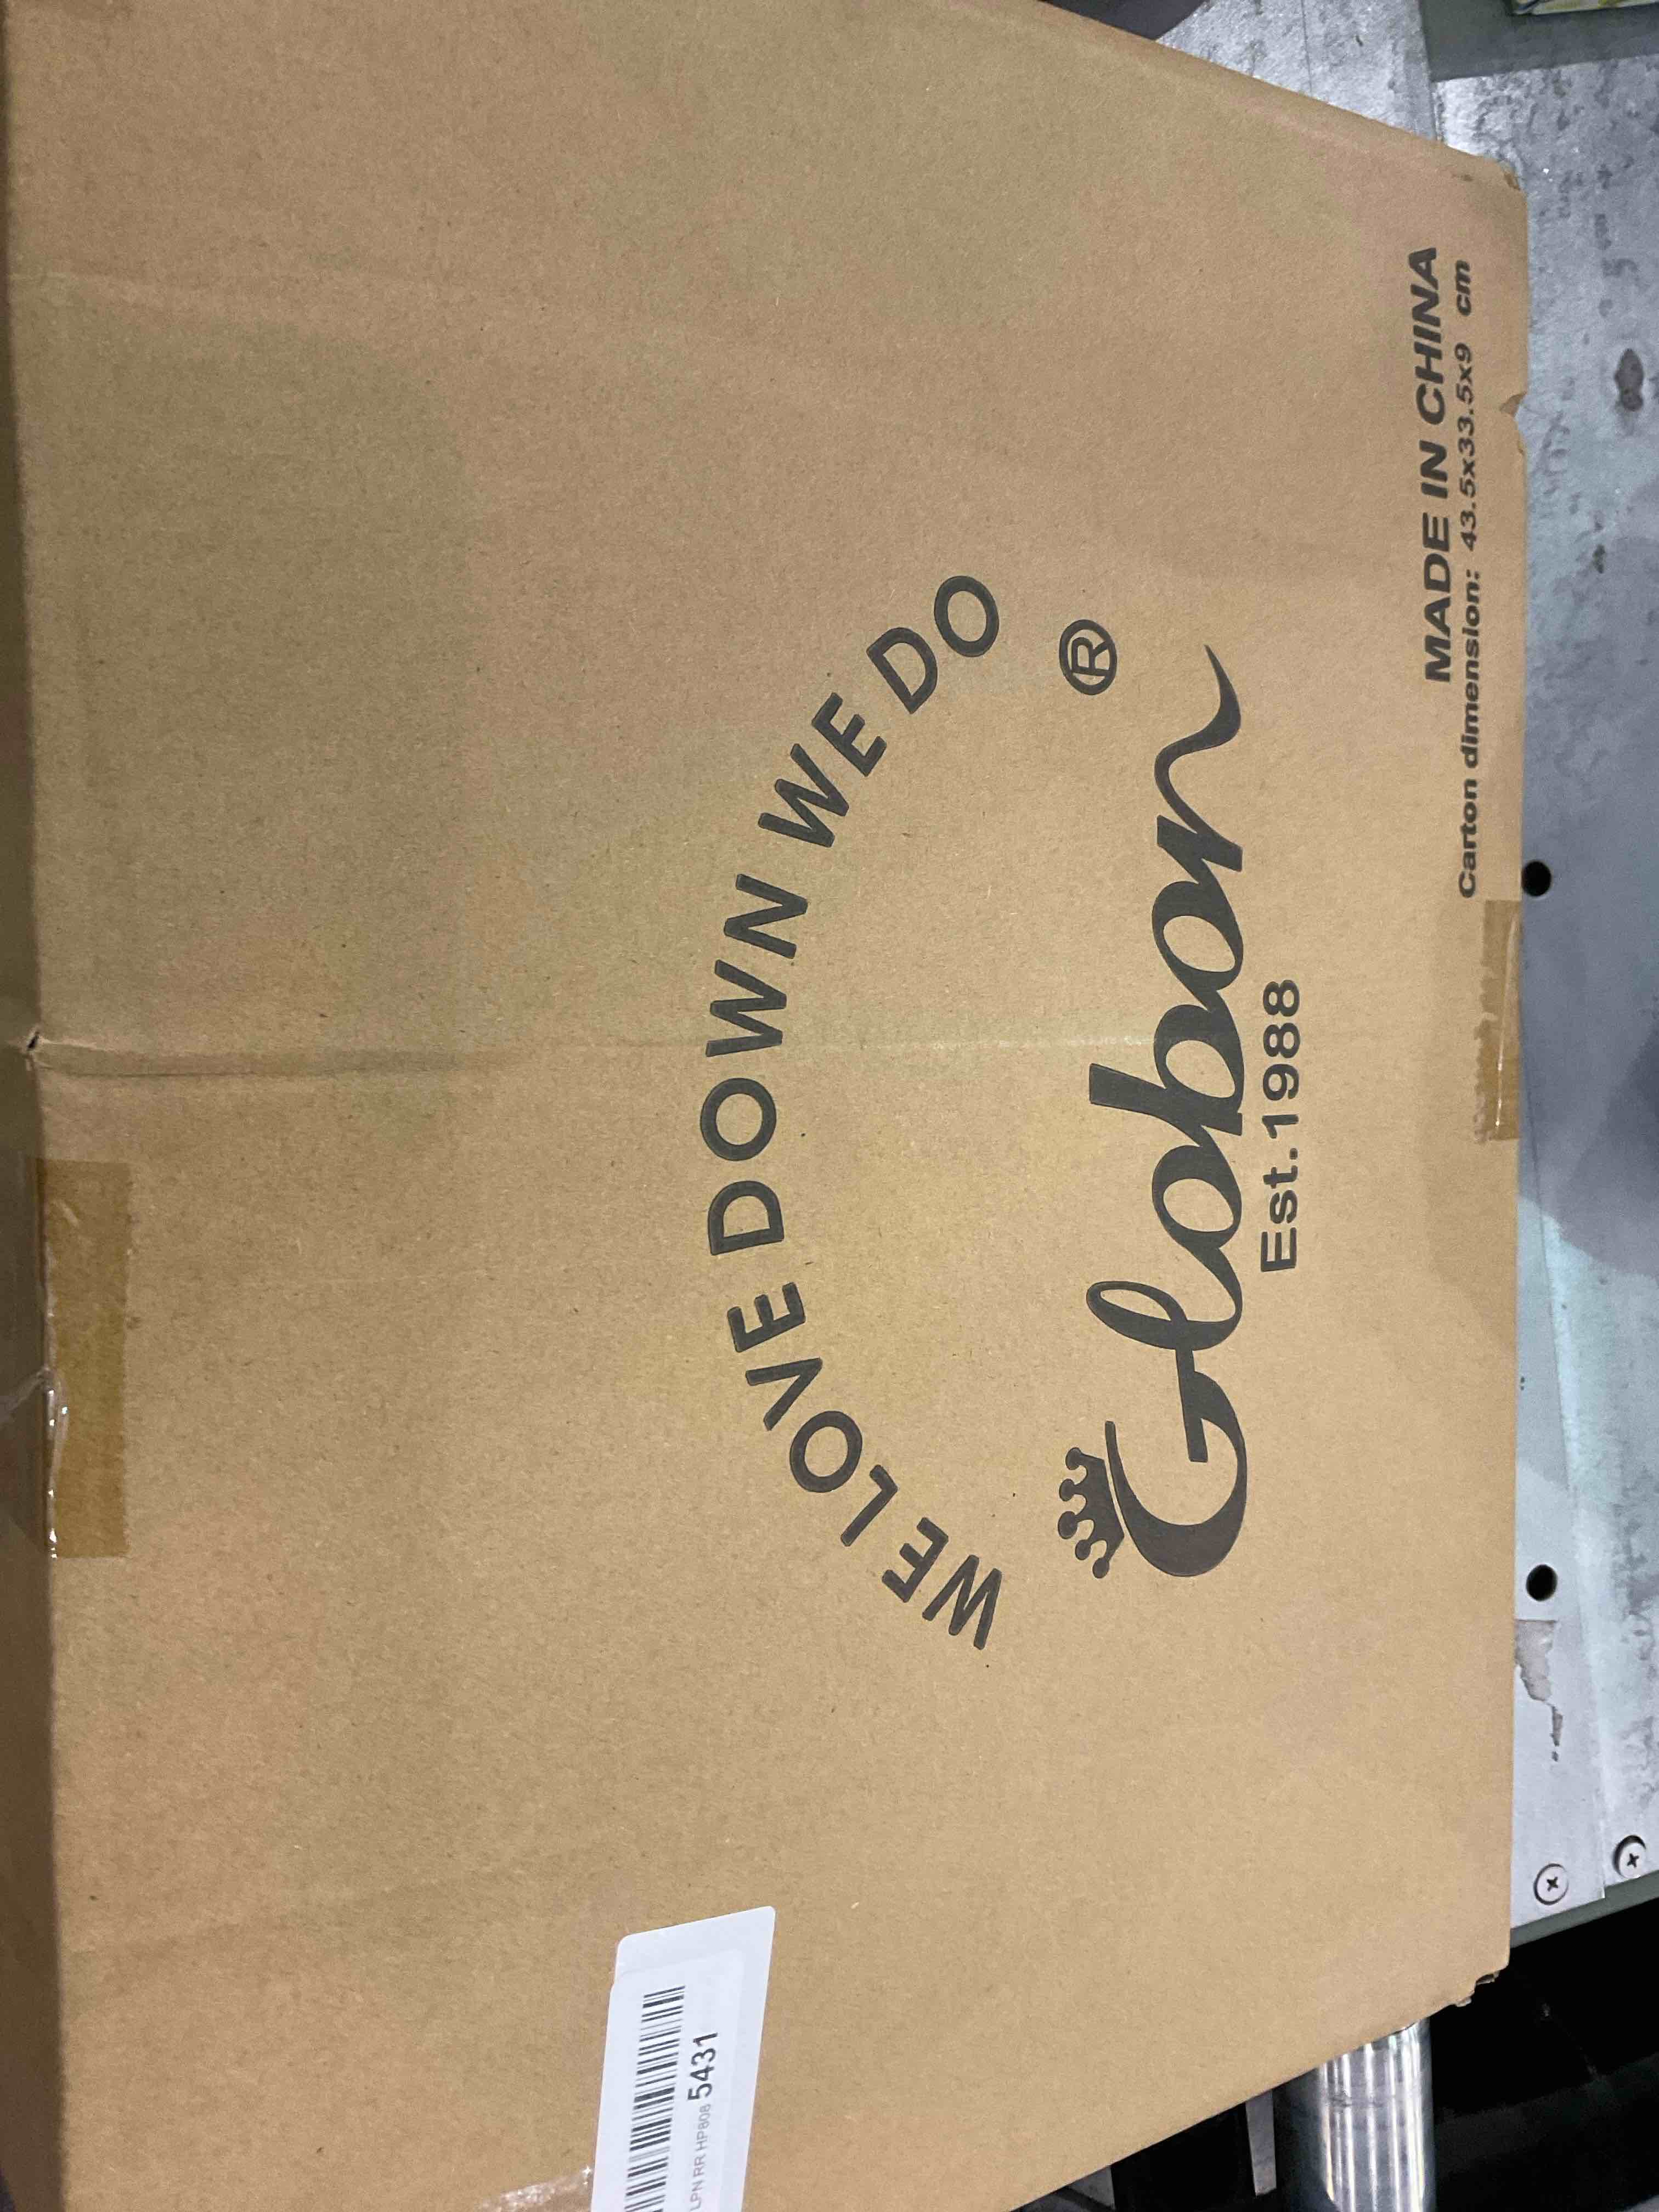 WE LOVE DOWN WE DO
Globon ®
Est.1988
MADE IN CHINA
Carton dimension: 43.5x33.5x9 cm
LPN RR HP808 5431